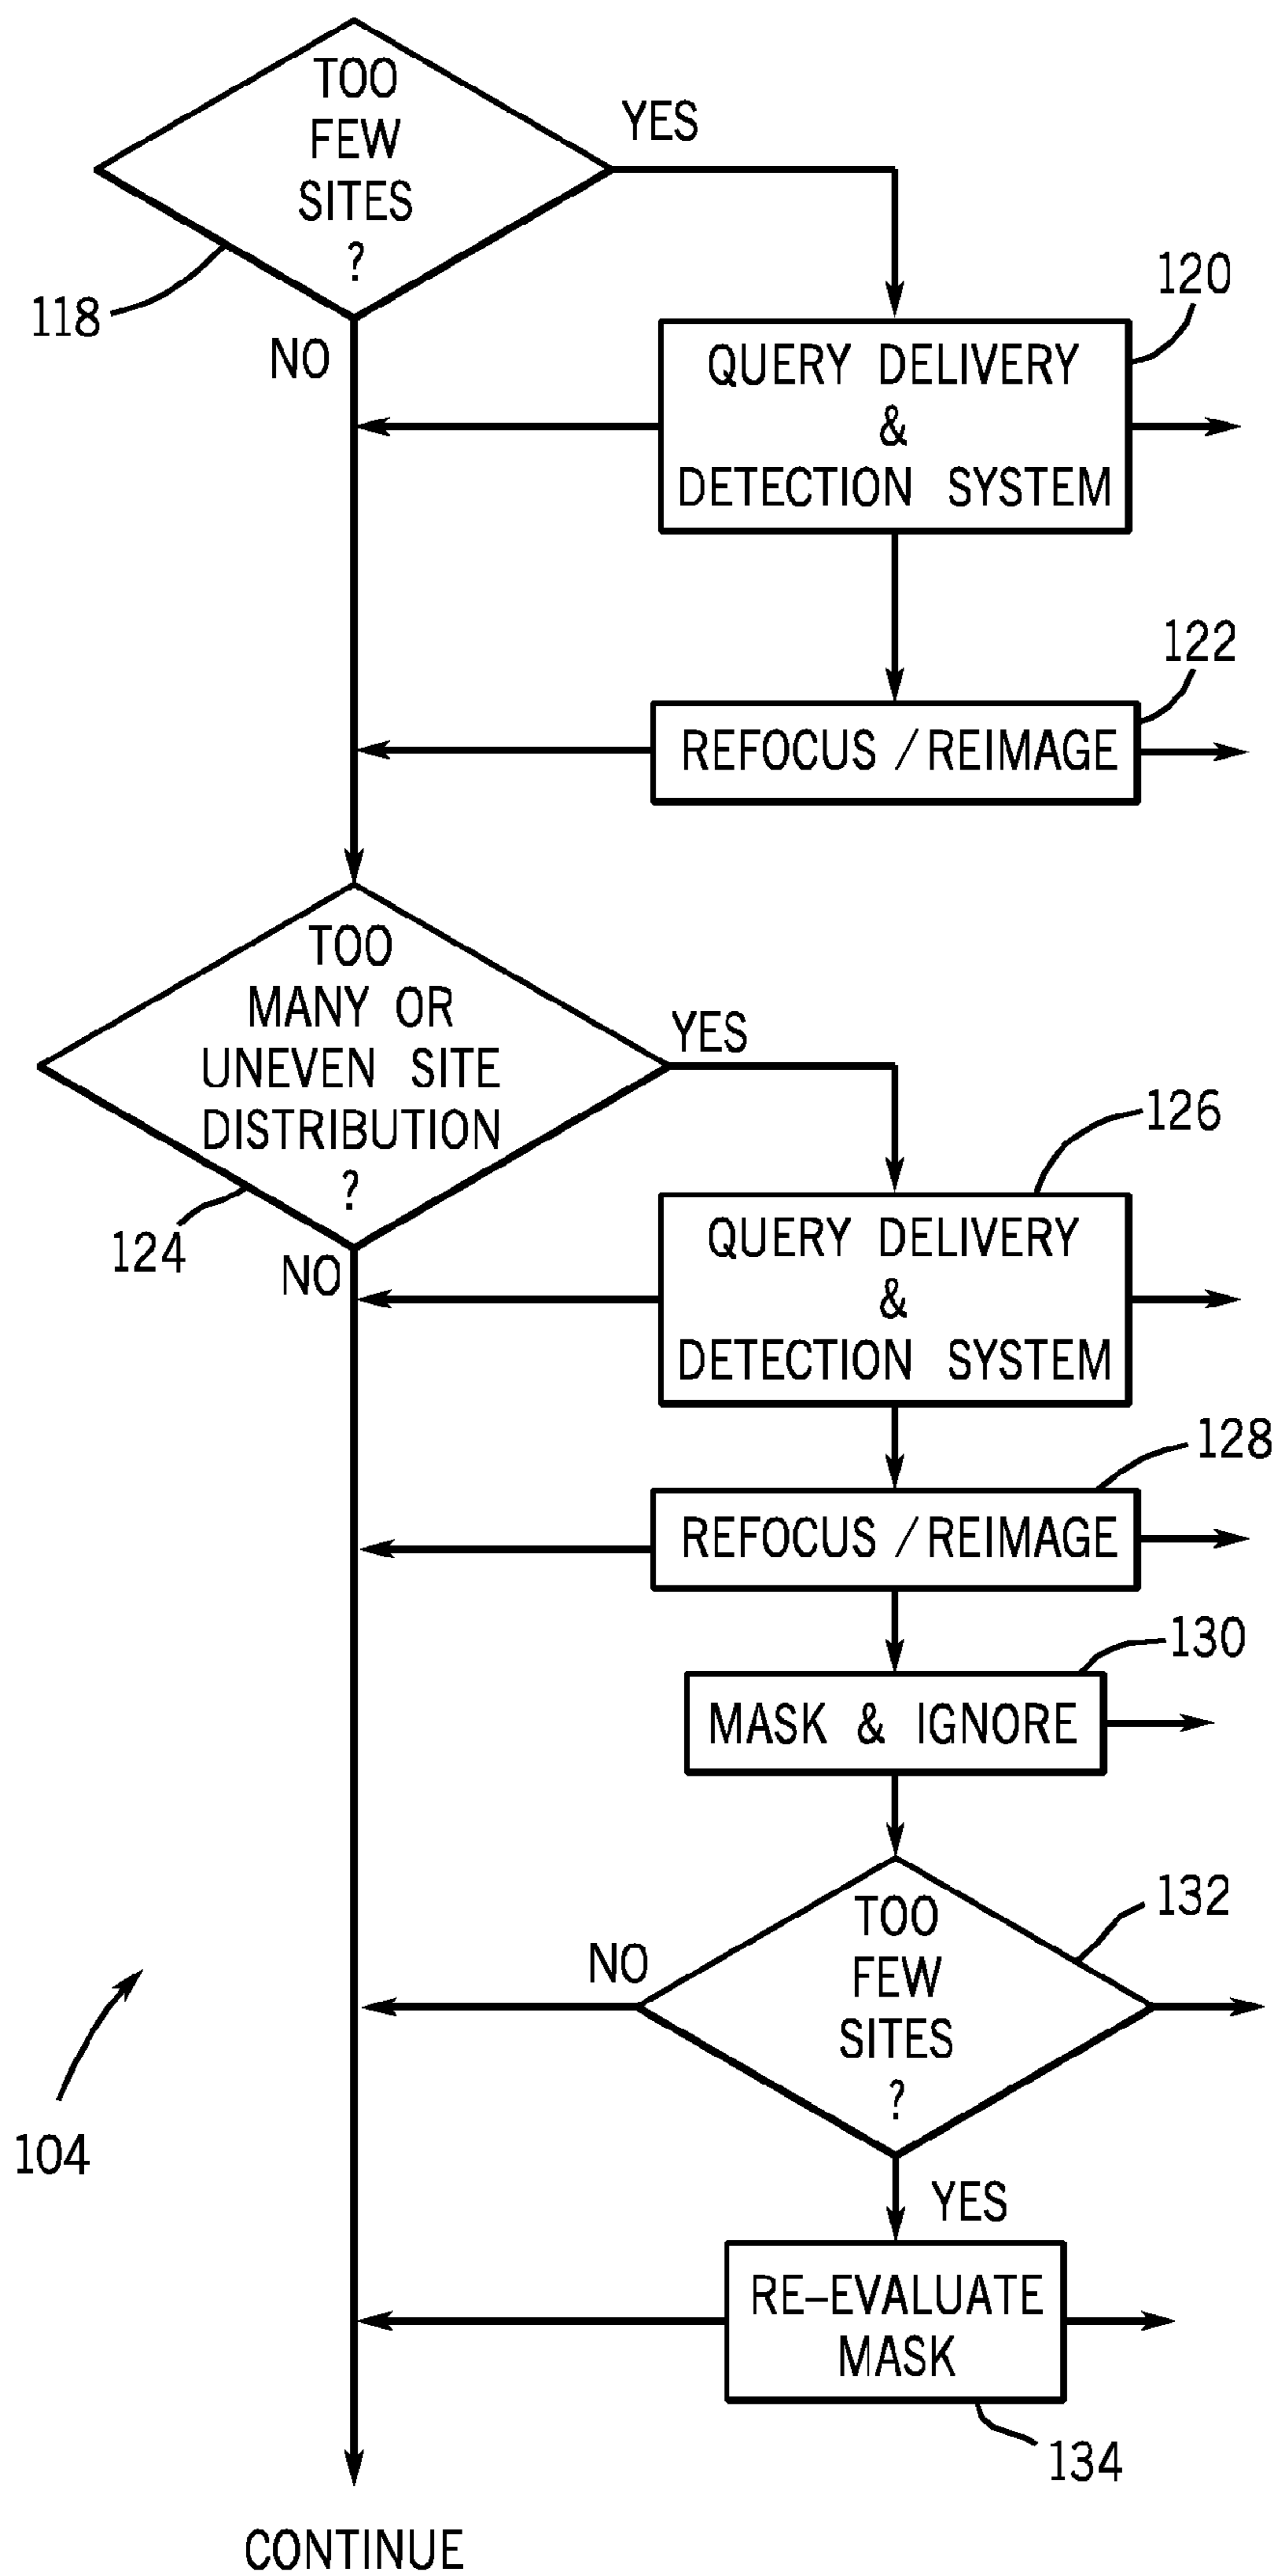 TOO
FEW
SITES
?
YES
118
NO
120
QUERY DELIVERY
&
DETECTION SYSTEM
122
REFOCUS / REIMAGE
TOO
MANY OR
UNEVEN SITE
DISTRIBUTION
?
YES
124
NO
126
QUERY DELIVERY
&
DETECTION SYSTEM
128
REFOCUS / REIMAGE
130
MASK & IGNORE
132
TOO
FEW
SITES
?
NO
YES
104
RE-EVALUATE
MASK
134
CONTINUE